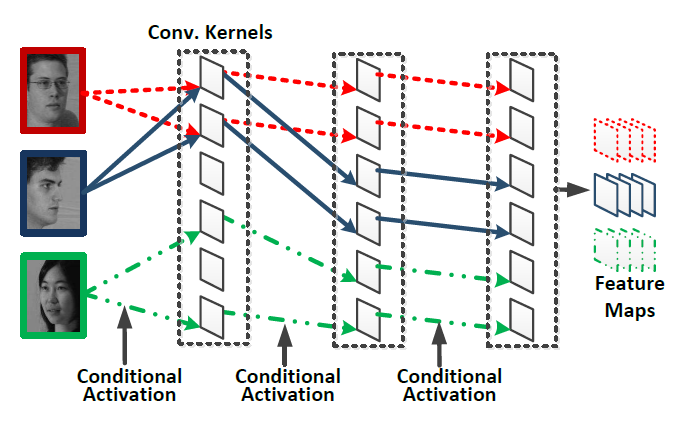 Conv. Kernels
Feature
Maps
Conditional
Activation
Conditional
Activation
Conditional
Activation